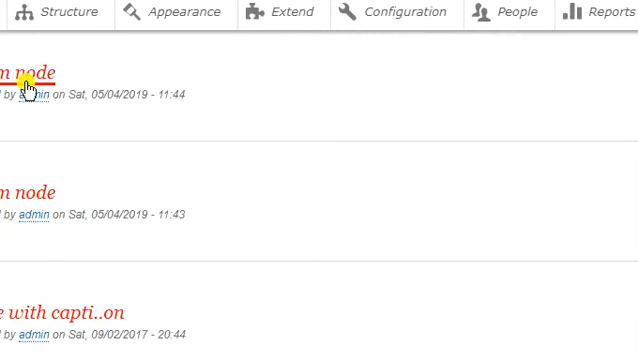 Structure Appearance Extend Configuration People Reports
node
by admin on Sat, 05/04/2019 - 11:44
node
by admin on Sat, 05/04/2019 - 11:43
with capti..on
by admin on Sat, 09/02/2017 - 20:44